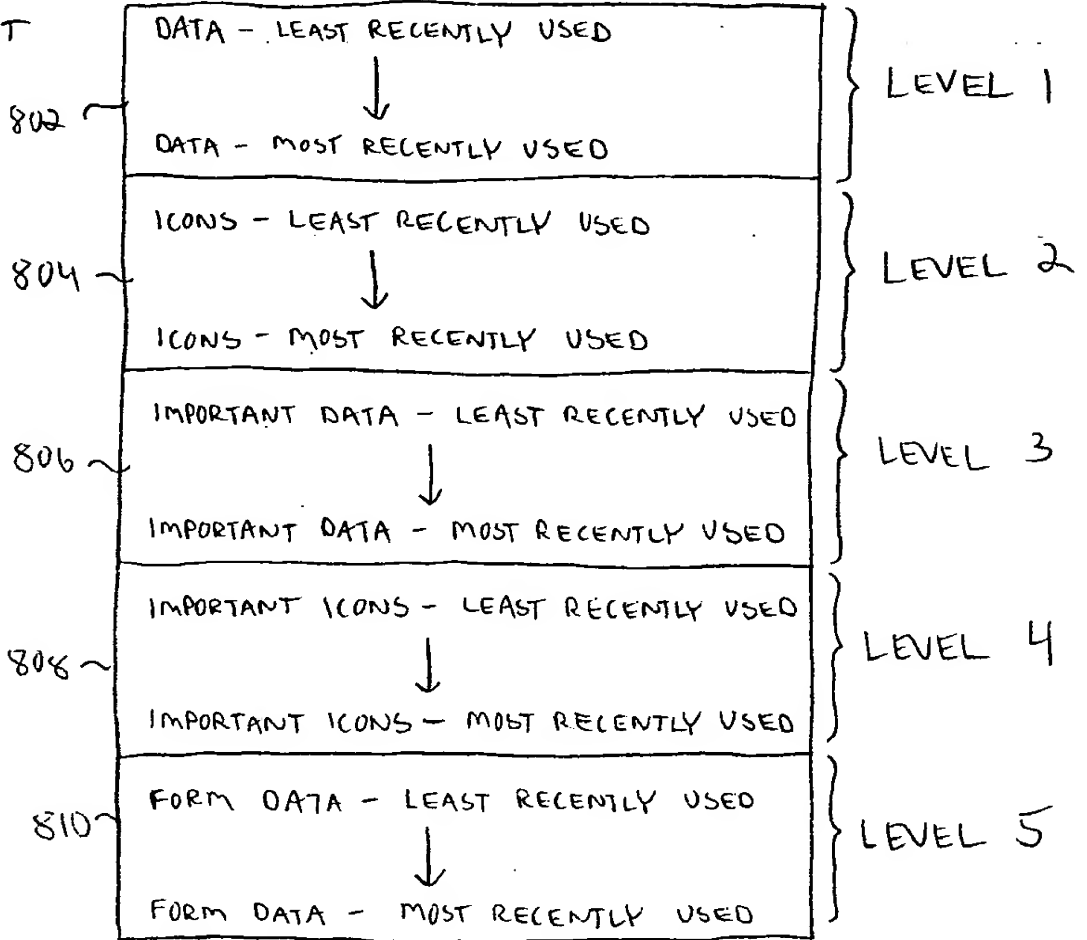 T
DATA - LEAST RECENTLY USED
802
LEVEL 1
DATA - MOST RECENTLY USED
ICONS - LEAST RECENTLY USED
804
LEVEL 2
ICONS - MOST RECENTLY USED
IMPORTANT DATA - LEAST RECENTLY USED
806
LEVEL 3
IMPORTANT DATA - MOST RECENTLY USED
IMPORTANT ICONS - LEAST RECENTLY USED
808
LEVEL 4
IMPORTANT ICONS - MOST RECENTLY USED
FORM DATA - LEAST RECENTLY USED
810
LEVEL 5
FORM DATA - MOST RECENTLY USED